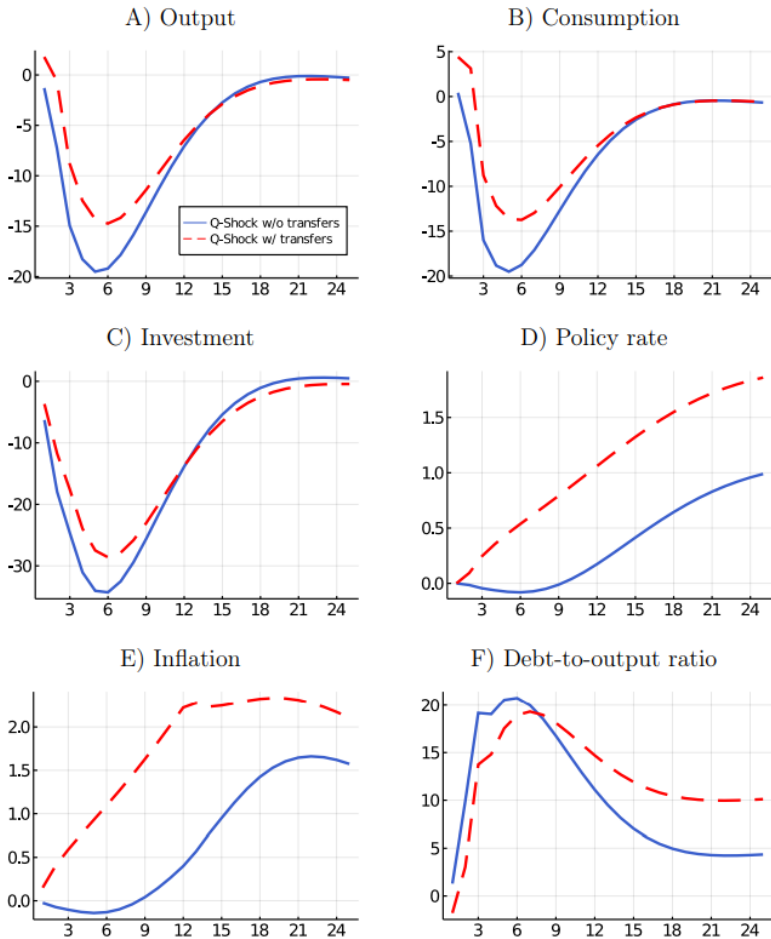 A) Output
B) Consumption
0
-5
-10
-15
-20
Q-Shock w/o transfers
Q-Shock w/ transfers
3 6 9 12 15 18 21 24
5
0
-5
-10
-15
-20
3 6 9 12 15 18 21 24
C) Investment
D) Policy rate
0
-10
-20
-30
3 6 9 12 15 18 21 24
1.5
1.0
0.5
0.0
3 6 9 12 15 18 21 24
E) Inflation
F) Debt-to-output ratio
2.0
1.5
1.0
0.5
0.0
3 6 9 12 15 18 21 24
20
15
10
5
0
3 6 9 12 15 18 21 24